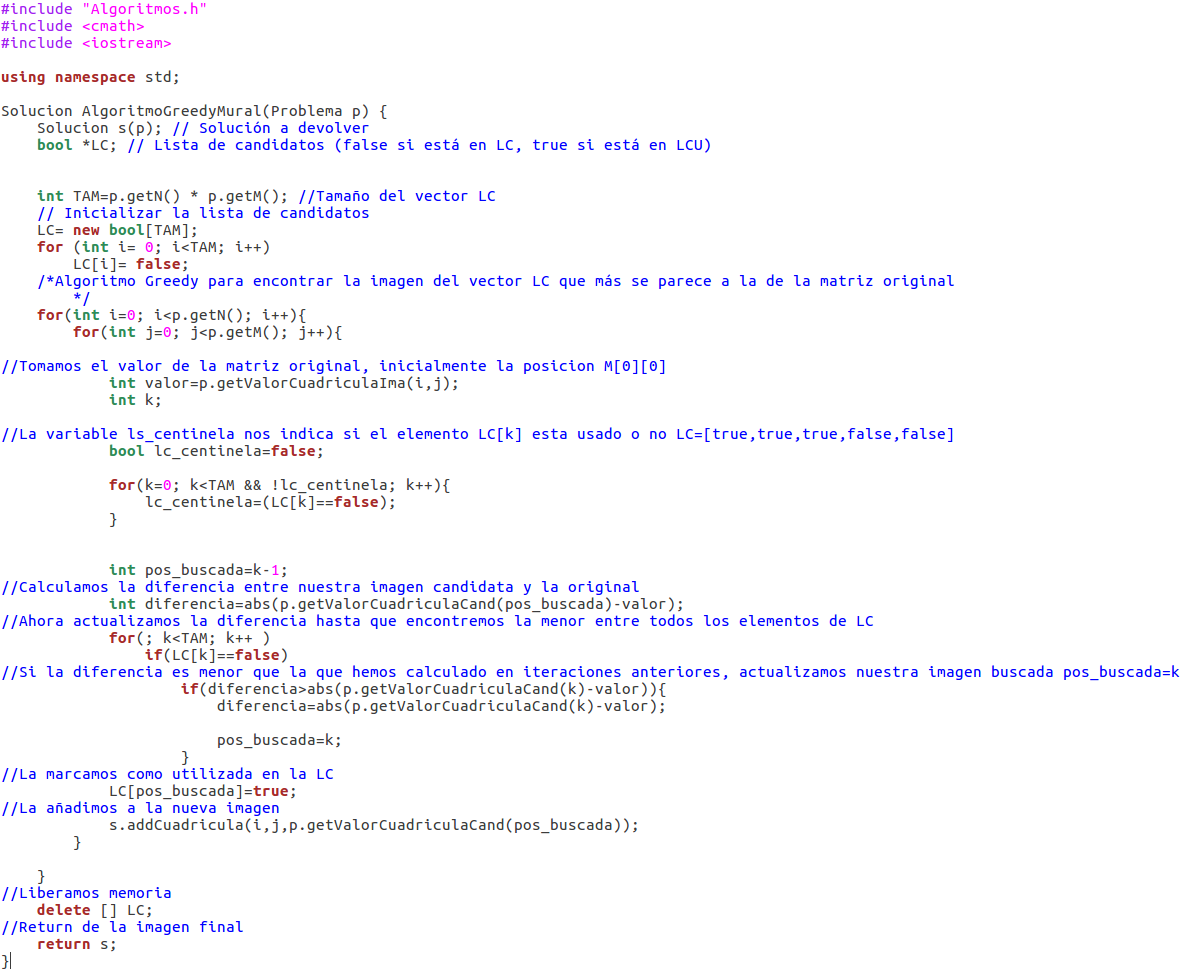 #include "Algoritmos.h"
#include <cmath>
#include <iostream>
using namespace std;
Solucion AlgoritmoGreedyMural(Problema p) {
    Solucion s(p); // Solución a devolver
    bool *LC; // Lista de candidatos (false si está en LC, true si está en LCU)
    int TAM=p.getN() * p.getM(); //Tamaño del vector LC
    // Inicializar la lista de candidatos
    LC= new bool[TAM];
    for (int i= 0; i<TAM; i++)
        LC[i]= false;
    /*Algoritmo Greedy para encontrar la imagen del vector LC que más se parece a la de la matriz original
        */
    for(int i=0; i<p.getN(); i++){
        for(int j=0; j<p.getM(); j++){
//Tomamos el valor de la matriz original, inicialmente la posicion M[0][0]
            int valor=p.getValorCuadriculaIma(i,j);
            int k;
//La variable ls_centinela nos indica si el elemento LC[k] esta usado o no LC=[true,true,true,false,false]
            bool lc_centinela=false;
            for(k=0; k<TAM && !lc_centinela; k++){
                lc_centinela=(LC[k]==false);
            }
            int pos_buscada=k-1;
//Calculamos la diferencia entre nuestra imagen candidata y la original
            int diferencia=abs(p.getValorCuadriculaCand(pos_buscada)-valor);
//Ahora actualizamos la diferencia hasta que encontremos la menor entre todos los elementos de LC
            for(; k<TAM; k++ )
                if(LC[k]==false)
//Si la diferencia es menor que la que hemos calculado en iteraciones anteriores, actualizamos nuestra imagen buscada pos_buscada=k
                    if(diferencia>abs(p.getValorCuadriculaCand(k)-valor)){
                        diferencia=abs(p.getValorCuadriculaCand(k)-valor);
                        pos_buscada=k;
                    }
//La marcamos como utilizada en la LC
            LC[pos_buscada]=true;
//La añadimos a la nueva imagen
            s.addCuadricula(i,j,p.getValorCuadriculaCand(pos_buscada));
        }
    }
//Liberamos memoria
    delete [] LC;
//Return de la imagen final
    return s;
}